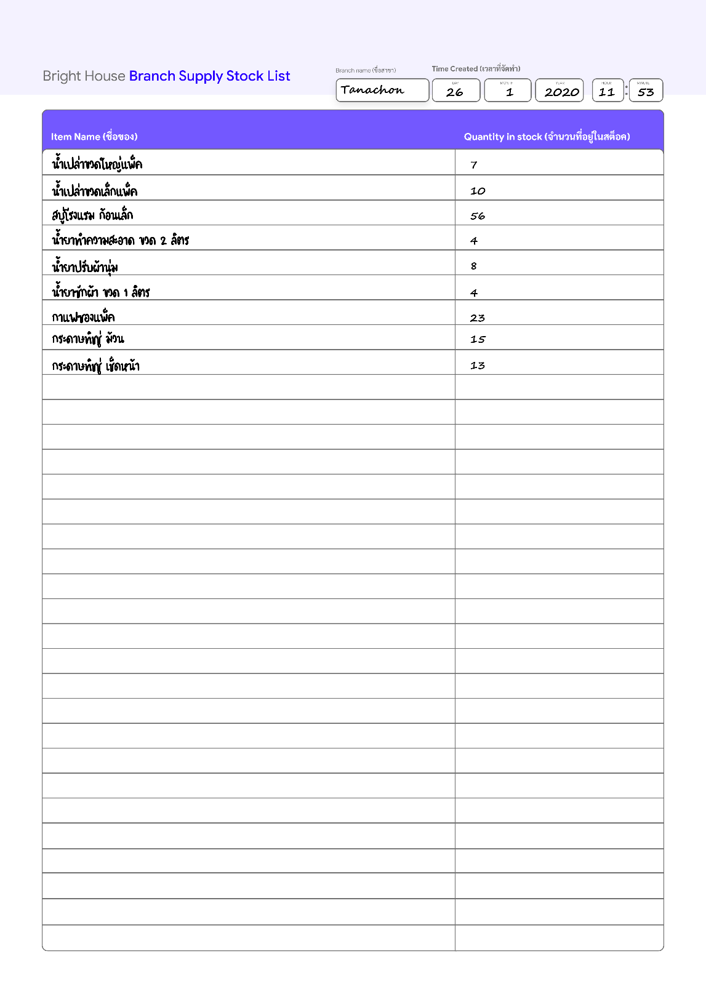 Bright House Branch Supply Stock List
Branch name (ชื่อสาขา)
Time Created (เวลาที่จัดทำ)
DAY MONTH YEAR HOUR MINUTE
Tanachon 26 1 2020 11 : 53
Item Name (ชื่อของ) Quantity in stock (จำนวนที่อยู่ในสต็อค)
น้ำเปล่าขวดใหญ่แพ็ค 7
น้ำเปล่าขวดเล็กแพ็ค 10
สบู่โรงแรม ก้อนเล็ก 56
น้ำยาทำความสะอาด ขวด 2 ลิตร 4
น้ำยาปรับผ้านุ่ม 8
น้ำยาซักผ้า ขวด 1 ลิตร 4
กาแฟซองแพ็ค 23
กระดาษทิชชู่ ม้วน 15
กระดาษทิชชู่ เช็ดหน้า 13